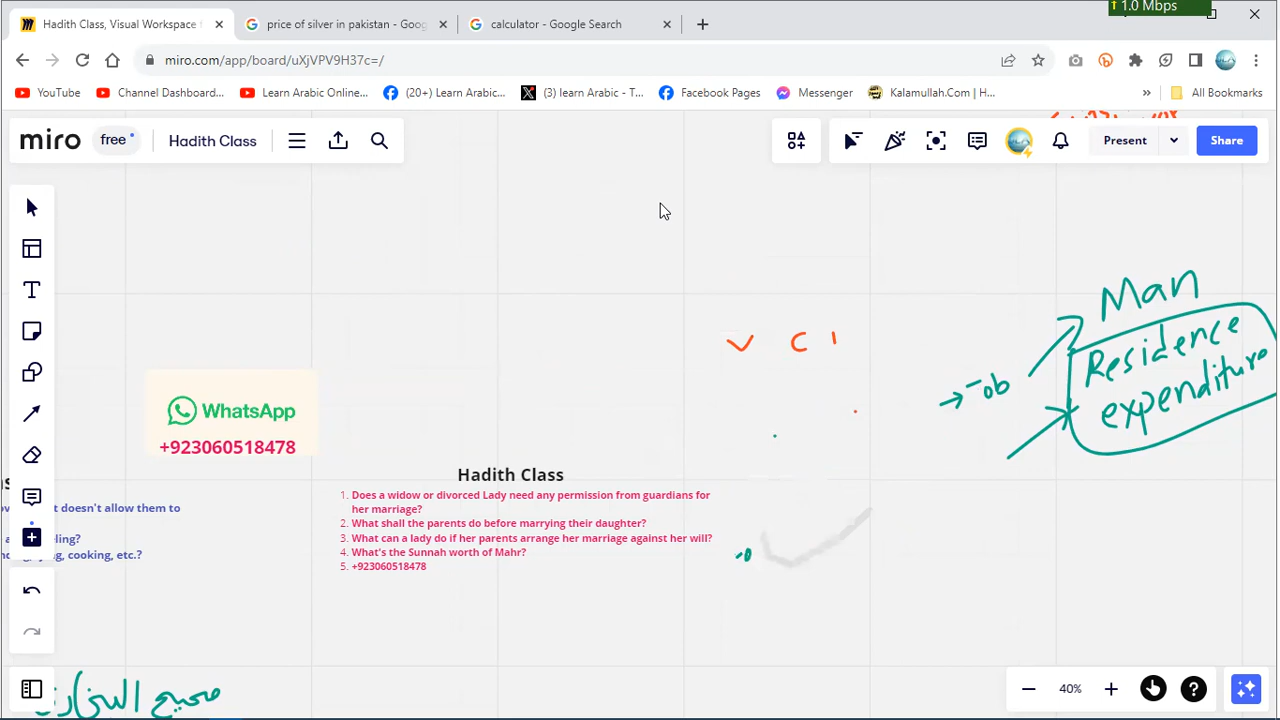 1.0 Mbps
Hadith Class, Visual Workspace f
price of silver in pakistan - Goog
calculator - Google Search
miro.com/app/board/uXjVPV9H37c=/
YouTube
Channel Dashboard...
Learn Arabic Online...
(20+) Learn Arabic...
(3) learn Arabic - T...
Facebook Pages
Messenger
Kalamullah.Com | H...
All Bookmarks
miro
free
Hadith Class
Present
Share
Man
Residence
expenditure
V C I
→ob
WhatsApp
+923060518478
Hadith Class
1. Does a widow or divorced Lady need any permission from guardians for
her marriage?
2. What shall the parents do before marrying their daughter?
3. What can a lady do if her parents arrange her marriage against her will?
4. What's the Sunnah worth of Mahr?
5. +923060518478
t doesn't allow them to
eling?
ing, cooking, etc.?
صحيح البخاري
40%